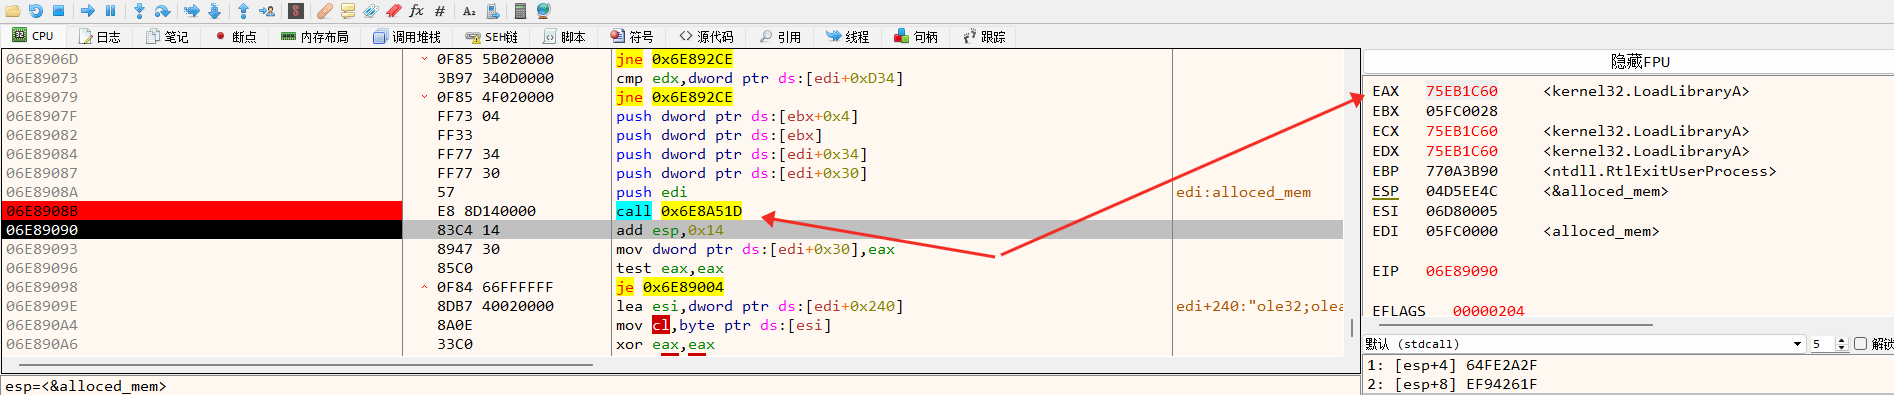 fx # A₂
CPU 日志 笔记 断点 内存布局 调用堆栈 SEH链 脚本 符号 源代码 引用 线程 句柄 跟踪
06E8906D 0F85 5B020000 jne 0x6E892CE
06E89073 3B97 340D0000 cmp edx,dword ptr ds:[edi+0xD34]
06E89079 0F85 4F020000 jne 0x6E892CE
06E8907F FF73 04 push dword ptr ds:[ebx+0x4]
06E89082 FF33 push dword ptr ds:[ebx]
06E89084 FF77 34 push dword ptr ds:[edi+0x34]
06E89087 FF77 30 push dword ptr ds:[edi+0x30]
06E8908A 57 push edi edi:alloced_mem
06E8908B E8 8D140000 call 0x6E8A51D
06E89090 83C4 14 add esp,0x14
06E89093 8947 30 mov dword ptr ds:[edi+0x30],eax
06E89096 85C0 test eax,eax
06E89098 0F84 66FFFFFF je 0x6E89004
06E8909E 8DB7 40020000 lea esi,dword ptr ds:[edi+0x240] edi+240:"ole32;olea
06E890A4 8A0E mov cl,byte ptr ds:[esi]
06E890A6 33C0 xor eax,eax
esp=<&alloced_mem>
隐藏FPU
EAX 75EB1C60 <kernel32.LoadLibraryA>
EBX 05FC0028
ECX 75EB1C60 <kernel32.LoadLibraryA>
EDX 75EB1C60 <kernel32.LoadLibraryA>
EBP 770A3B90 <ntdll.RtlExitUserProcess>
ESP 04D5EE4C <&alloced_mem>
ESI 06D80005
EDI 05FC0000 <alloced_mem>
EIP 06E89090
EFLAGS 00000204
默认 (stdcall) 5 解锁
1: [esp+4] 64FE2A2F
2: [esp+8] EF94261F